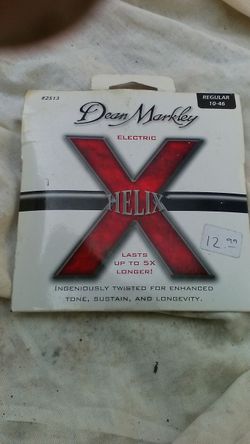 #2513
REGULAR
10-46
Dean Markley
ELECTRIC
HELIX
X
LASTS
UP TO 5X
LONGER!
12.99
INGENIOUSLY TWISTED FOR ENHANCED
TONE, SUSTAIN, AND LONGEVITY.